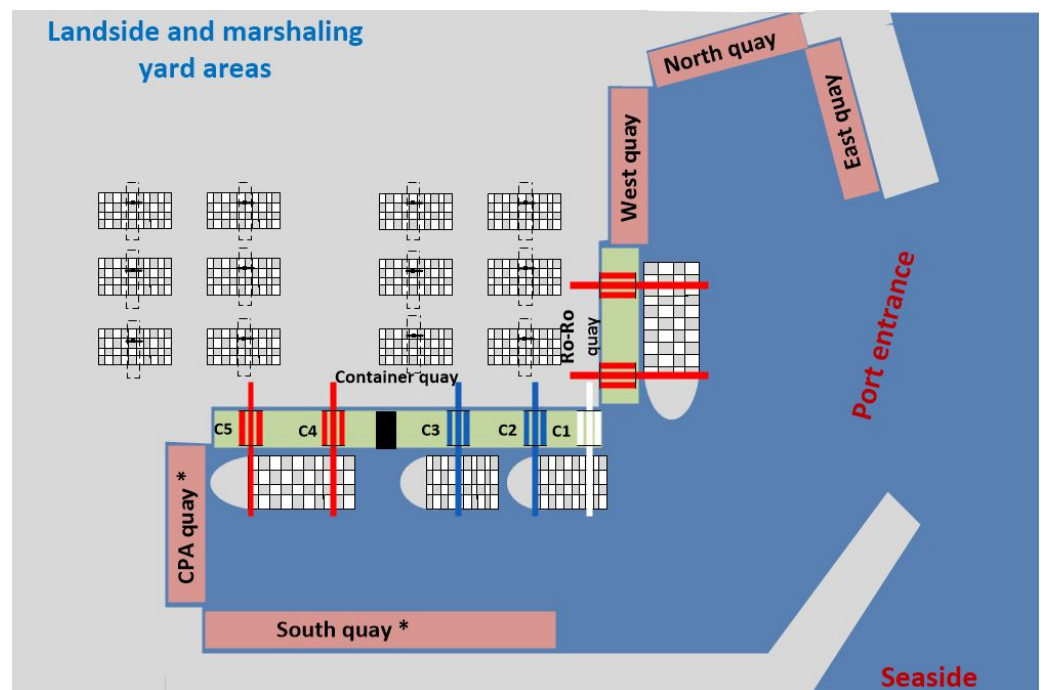 Landside and marshaling
yard areas
North quay
East quay
West quay
Ro-Ro
quay
Port entrance
Container quay
C5
C4
C3
C2
C1
CPA quay *
South quay *
Seaside